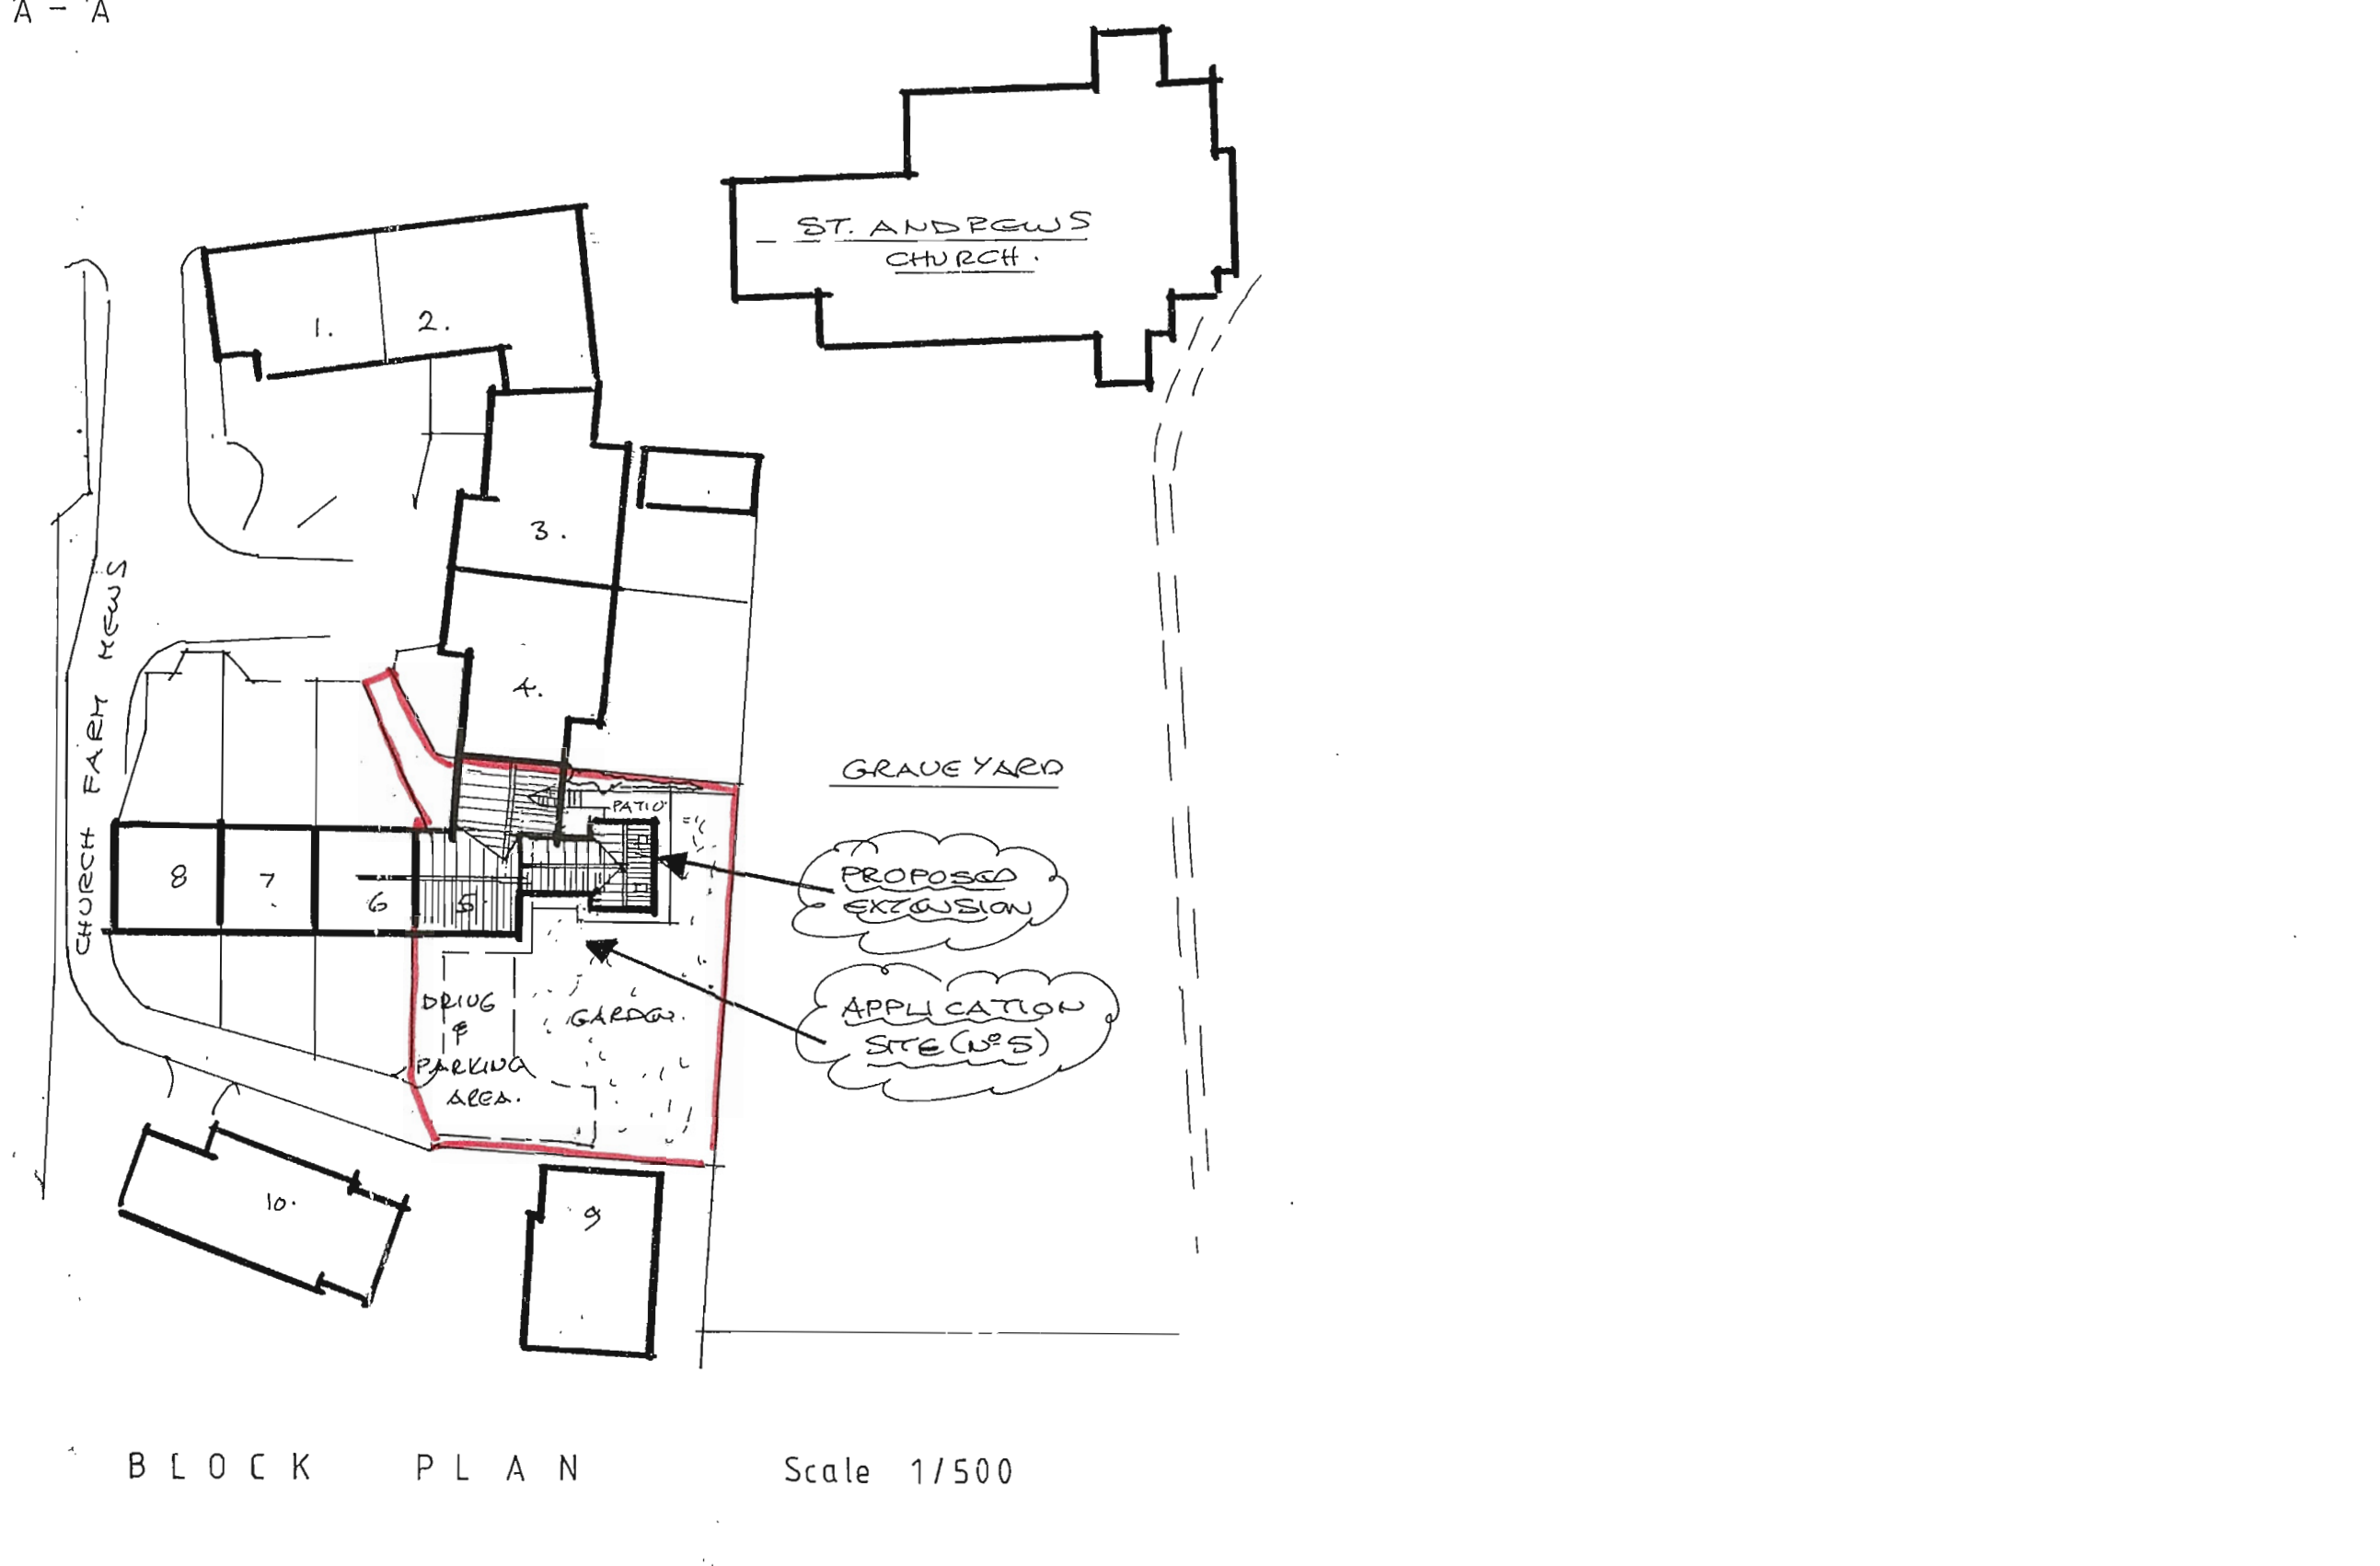 A - A
ST. ANDREWS
CHURCH.
1.
2.
3.
4.
CHURCH FARM MEWS
GRAVEYARD
PATIO
PROPOSED
EXTENSION
8
7
6
5
APPLICATION
SITE (Nº5)
DRIVE
&
PARKING
AREA.
GARDEN.
10.
9
BLOCK PLAN
Scale 1/500